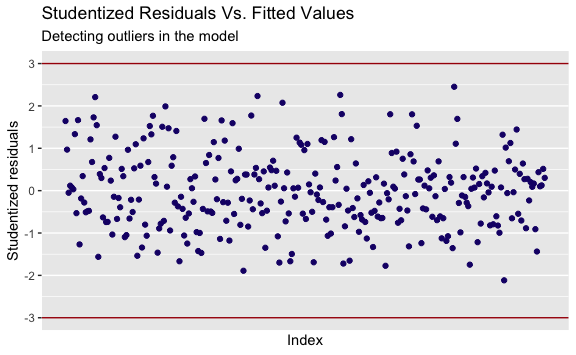 Studentized Residuals Vs. Fitted Values
Detecting outliers in the model
3
2
1
0
-1
-2
-3
Studentized residuals
Index